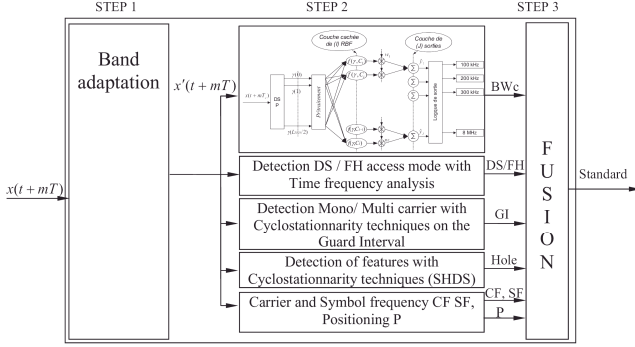 STEP 1
STEP 2
STEP 3
Band
adaptation
x(t + mT)
x'(t + mT)
Couche cachée
de (I) RBF
Couche de
(J) sorties
DS
P
Prétraitement
Logique de sortie
100 kHz
200 kHz
300 kHz
8 MHz
BWc
Detection DS / FH access mode with
Time frequency analysis
DS/FH
Detection Mono/ Multi carrier with
Cyclostationnarity techniques on the
Guard Interval
GI
Detection of features with
Cyclostationnarity techniques (SHDS)
Hole
Carrier and Symbol frequency CF SF,
Positioning P
CF, SF
P
FUSION
Standard